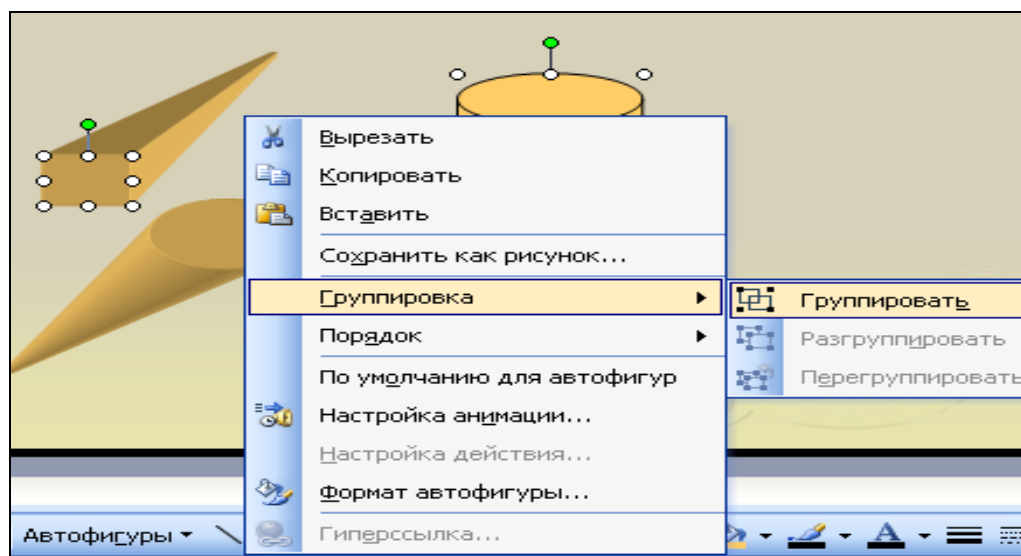 Вырезать
Копировать
Вставить
Сохранить как рисунок...
Группировка
Группировать
Порядок
Разгруппировать
По умолчанию для автофигур
Перегруппировать
Настройка анимации...
Настройка действия...
Формат автофигуры...
Автофигуры
Гиперссылка...
A